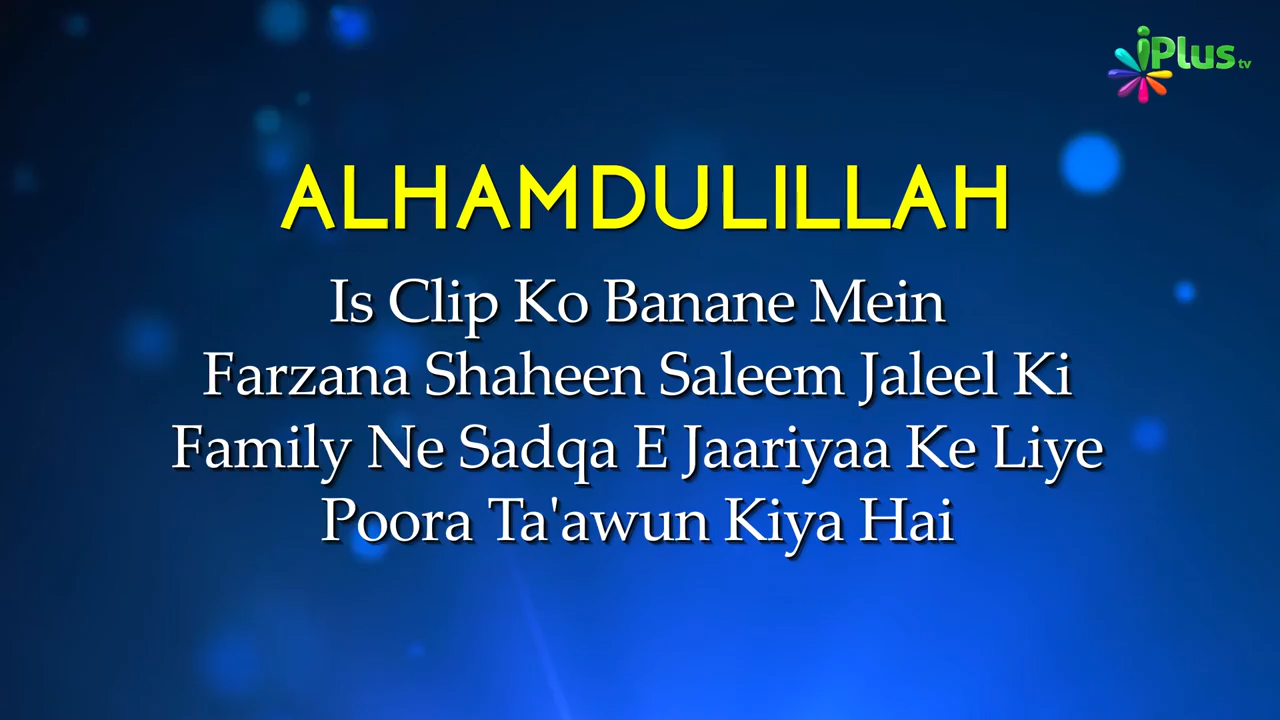 iPlus tv
ALHAMDULILLAH
Is Clip Ko Banane Mein
Farzana Shaheen Saleem Jaleel Ki
Family Ne Sadqa E Jaariyaa Ke Liye
Poora Ta'awun Kiya Hai